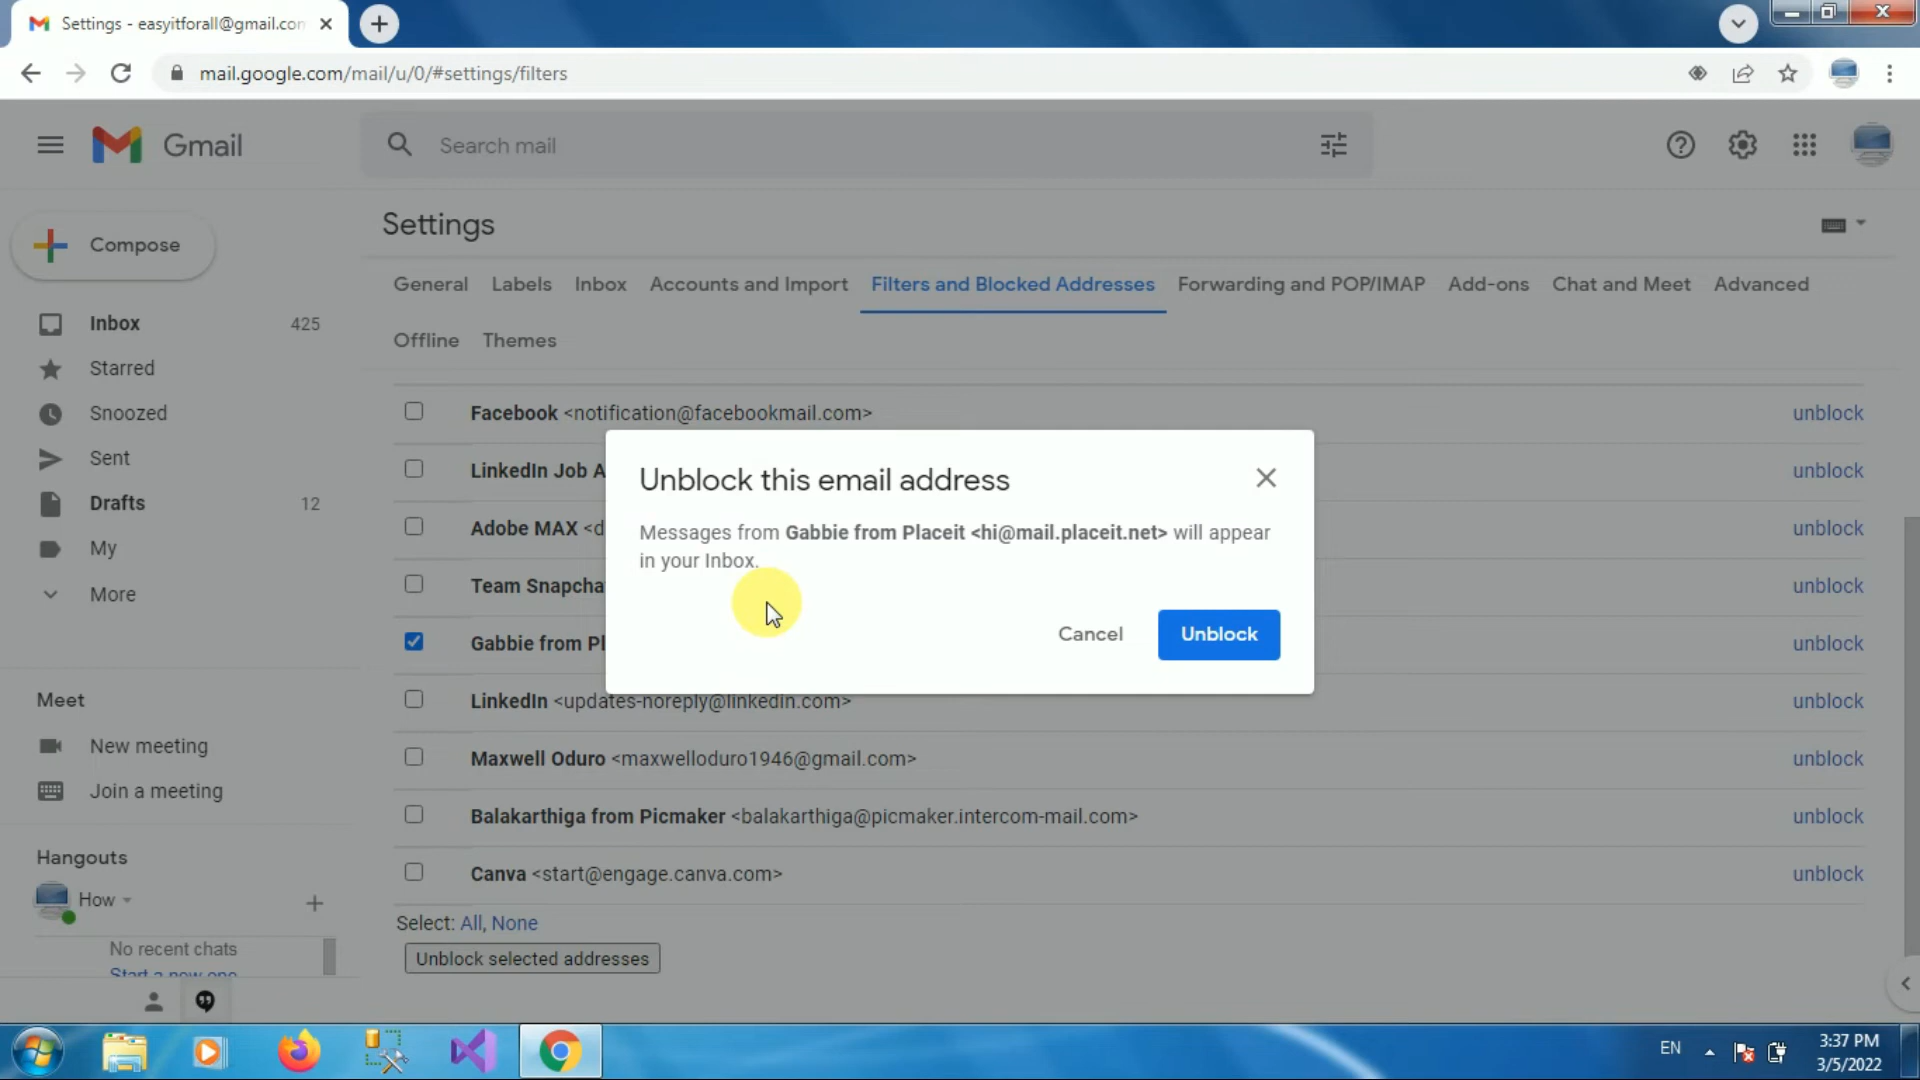 Settings - easyitforall@gmail.con
mail.google.com/mail/u/0/#settings/filters
Gmail
Search mail
Compose
Inbox 425
Starred
Snoozed
Sent
Drafts 12
My
More
Meet
New meeting
Join a meeting
Hangouts
How
No recent chats
Start a new one
Settings
General Labels Inbox Accounts and Import Filters and Blocked Addresses Forwarding and POP/IMAP Add-ons Chat and Meet Advanced
Offline Themes
Facebook <notification@facebookmail.com> unblock
LinkedIn Job A unblock
Adobe MAX <d unblock
Team Snapcha unblock
Gabbie from Pl unblock
LinkedIn <updates-noreply@linkedin.com> unblock
Maxwell Oduro <maxwelloduro1946@gmail.com> unblock
Balakarthiga from Picmaker <balakarthiga@picmaker.intercom-mail.com> unblock
Canva <start@engage.canva.com> unblock
Select: All, None
Unblock selected addresses
Unblock this email address
Messages from Gabbie from Placeit <hi@mail.placeit.net> will appear
in your Inbox.
Cancel Unblock
EN
3:37 PM
3/5/2022